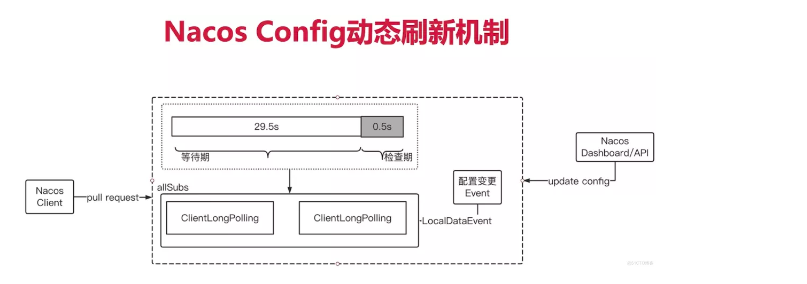 Nacos Config动态刷新机制
29.5s
0.5s
等待期
检查期
Nacos
Dashboard/API
allSubs
配置变更
Event
update config
Nacos
Client
pull request
ClientLongPolling
ClientLongPolling
LocalDataEvent